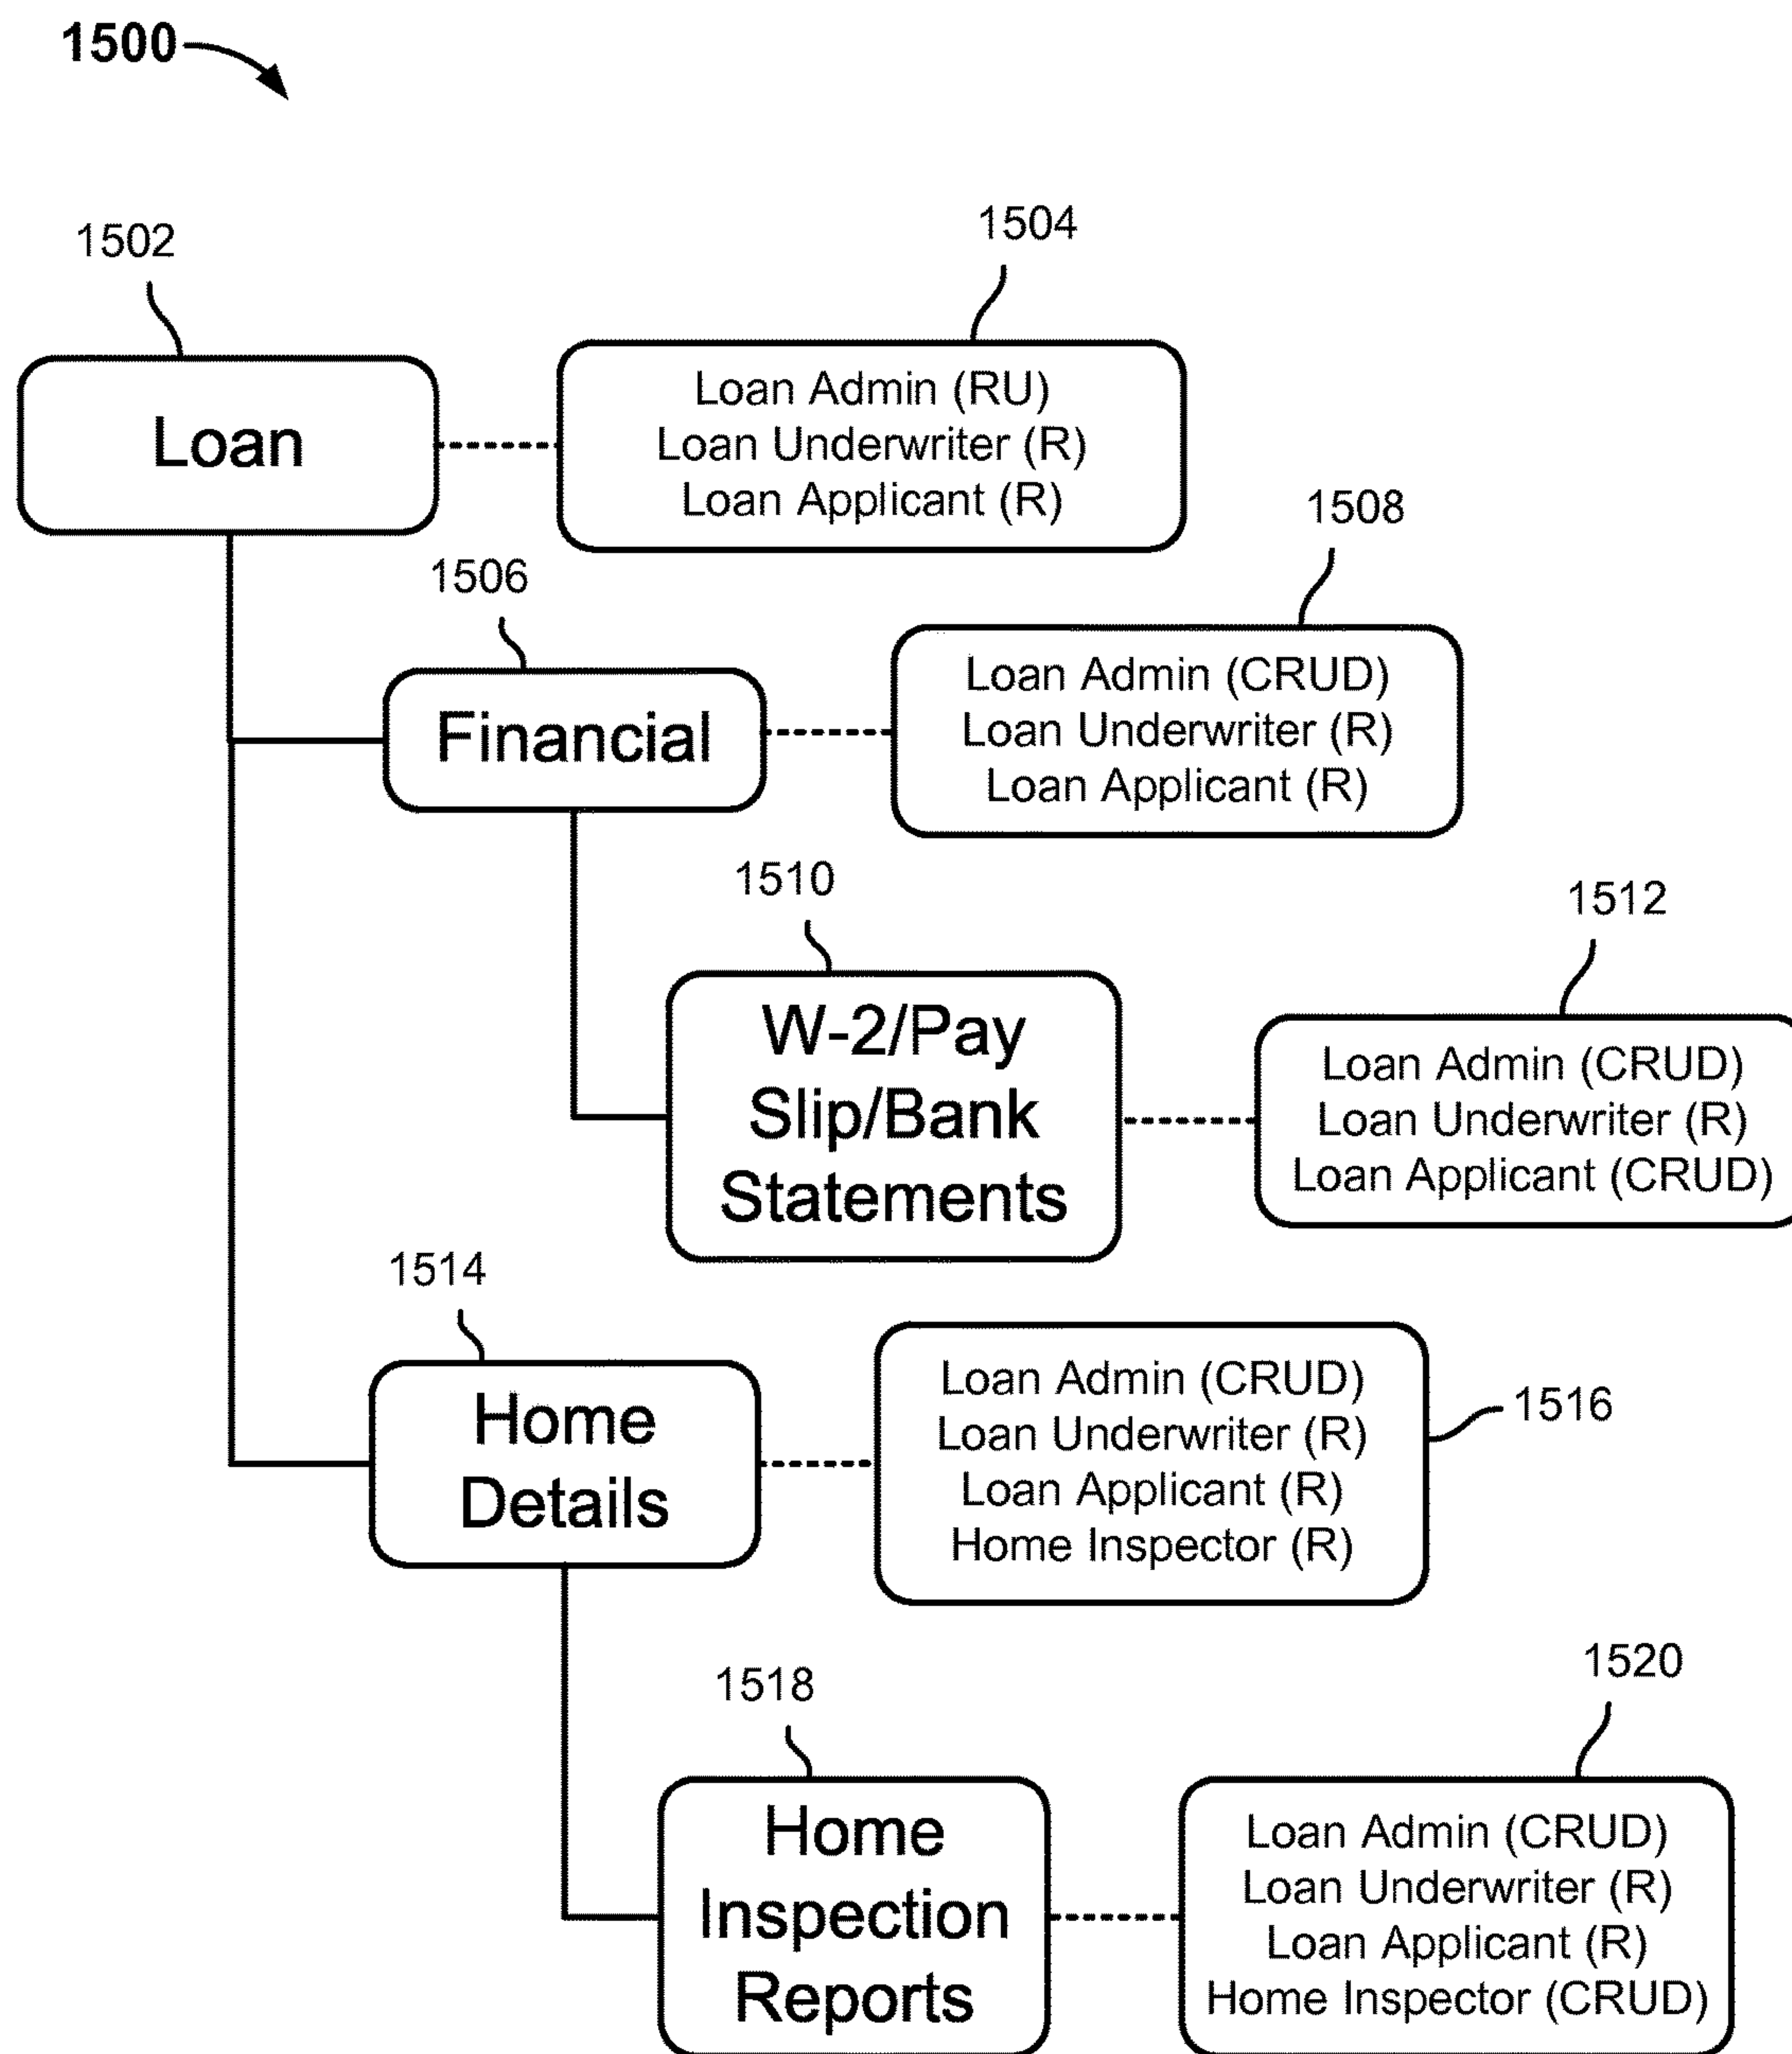 1500
1502
1504
Loan
Loan Admin (RU)
Loan Underwriter (R)
Loan Applicant (R)
1506
1508
Financial
Loan Admin (CRUD)
Loan Underwriter (R)
Loan Applicant (R)
1510
1512
W-2/Pay
Slip/Bank
Statements
Loan Admin (CRUD)
Loan Underwriter (R)
Loan Applicant (CRUD)
1514
1516
Home
Details
Loan Admin (CRUD)
Loan Underwriter (R)
Loan Applicant (R)
Home Inspector (R)
1518
1520
Home
Inspection
Reports
Loan Admin (CRUD)
Loan Underwriter (R)
Loan Applicant (R)
Home Inspector (CRUD)